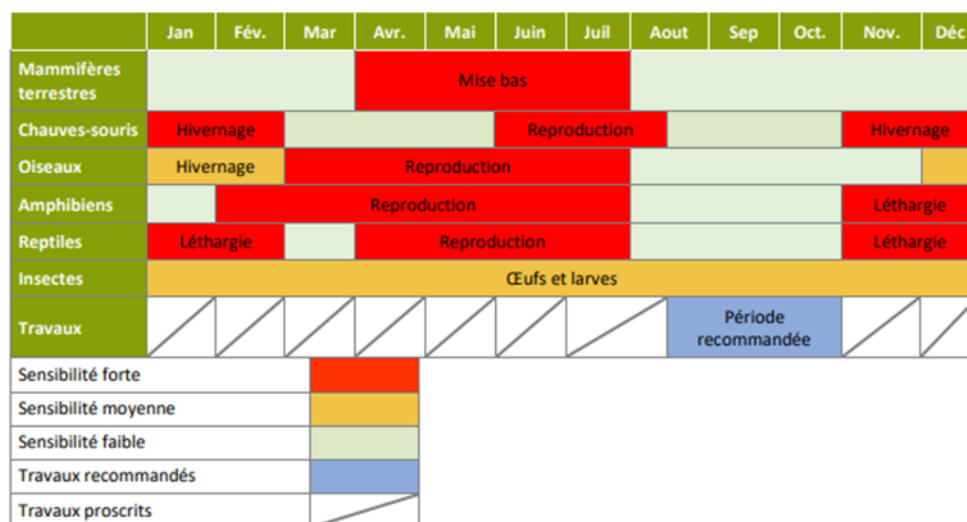 Jan Fév. Mar Avr. Mai Juin Juil Aout Sep Oct. Nov. Déc
Mammifères
terrestres
Mise bas
Chauves-souris Hivernage Reproduction Hivernage
Oiseaux Hivernage Reproduction
Amphibiens Reproduction Léthargie
Reptiles Léthargie Reproduction Léthargie
Insectes Œufs et larves
Travaux
Période
recommandée
Sensibilité forte
Sensibilité moyenne
Sensibilité faible
Travaux recommandés
Travaux proscrits